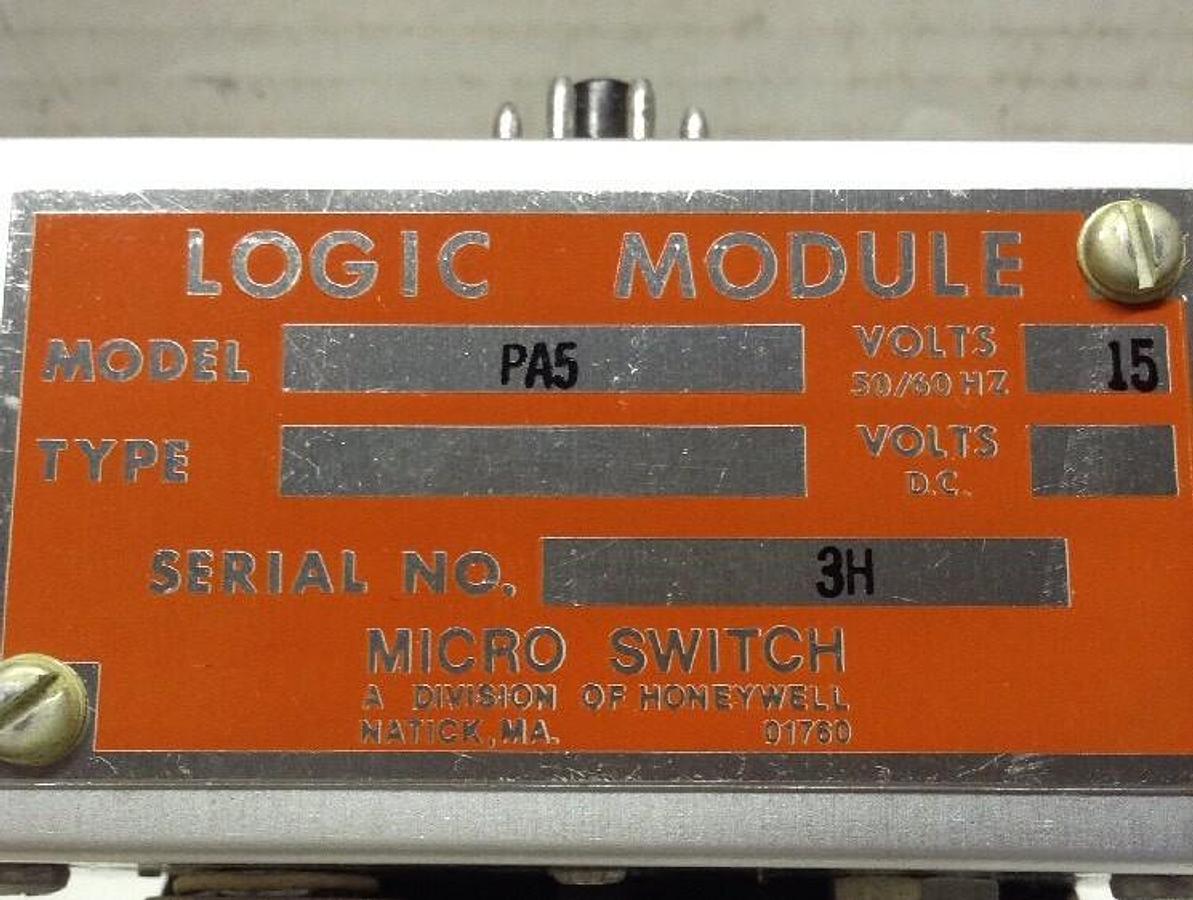 LOGIC MODULE
MODEL PA5 VOLTS 50/60 HZ 15
TYPE VOLTS D.C.
SERIAL NO. 3H
MICRO SWITCH
A DIVISION OF HONEYWELL
NATICK, MA. 01760